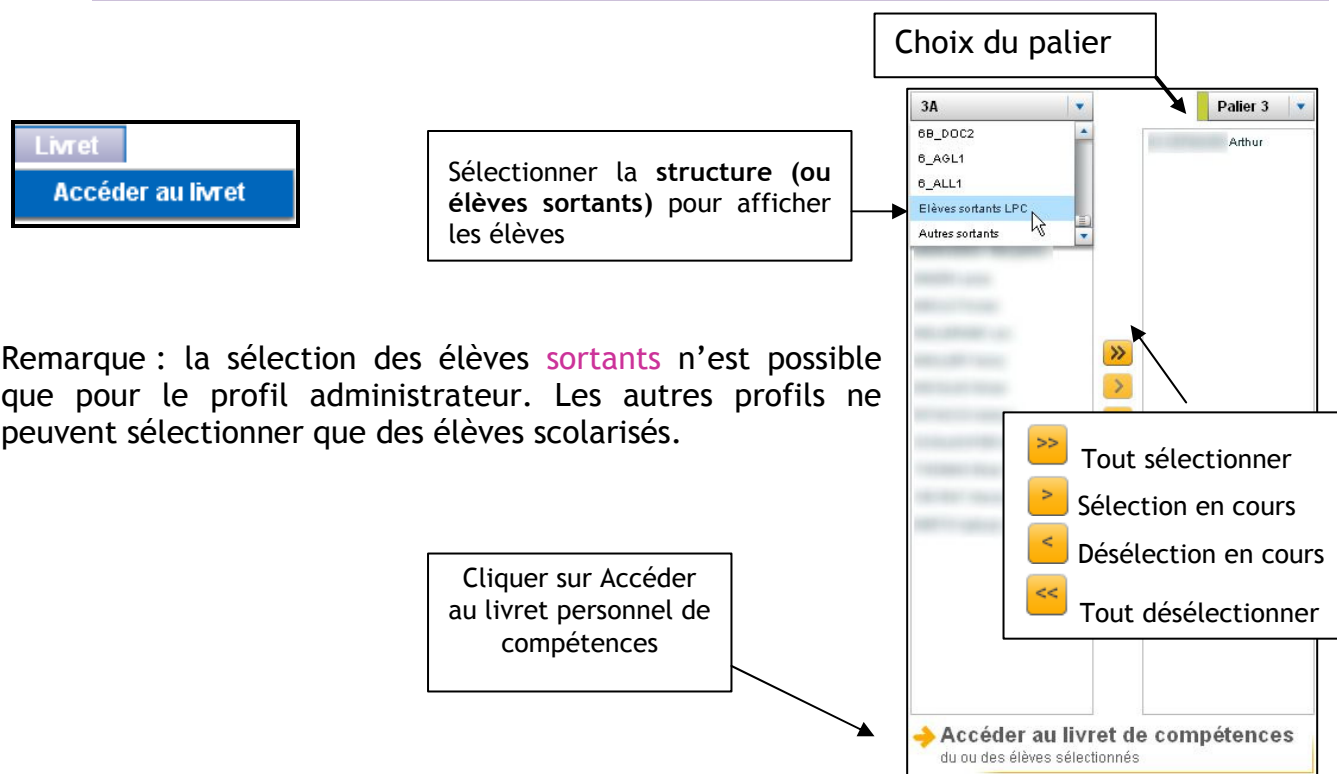 Choix du palier
Livret
Accéder au livret
Sélectionner la structure (ou
élèves sortants) pour afficher
les élèves
3A
6B_DOC2
6_AGL1
6_ALL1
Elèves sortants LPC
Autres sortants
Palier 3
Arthur
Remarque : la sélection des élèves sortants n’est possible
que pour le profil administrateur. Les autres profils ne
peuvent sélectionner que des élèves scolarisés.
>> Tout sélectionner
> Sélection en cours
< Désélection en cours
<< Tout désélectionner
Cliquer sur Accéder
au livret personnel de
compétences
Accéder au livret de compétences
du ou des élèves sélectionnés